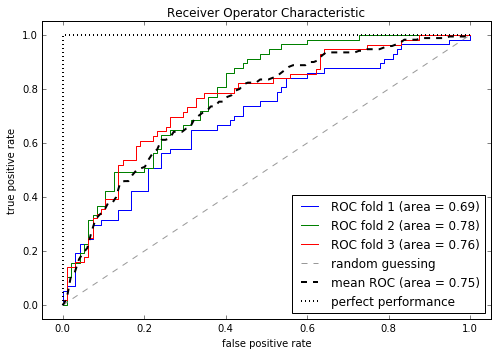 Receiver Operator Characteristic
true positive rate
1.0
0.8
0.6
0.4
0.2
0.0
ROC fold 1 (area = 0.69)
ROC fold 2 (area = 0.78)
ROC fold 3 (area = 0.76)
random guessing
mean ROC (area = 0.75)
perfect performance
0.0 0.2 0.4 0.6 0.8 1.0
false positive rate